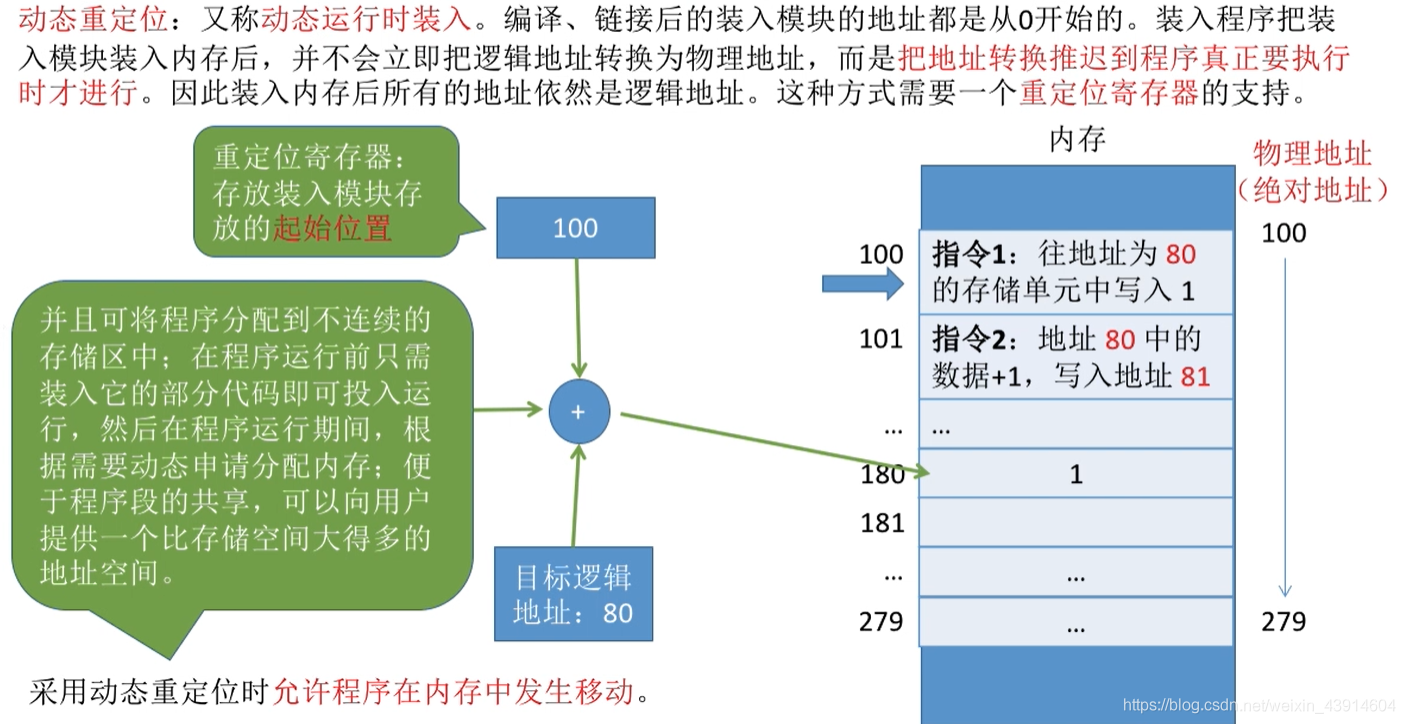 动态重定位：又称动态运行时装入。编译、链接后的装入模块的地址都是从0开始的。装入程序把装
入模块装入内存后，并不会立即把逻辑地址转换为物理地址，而是把地址转换推迟到程序真正要执行
时才进行。因此装入内存后所有的地址依然是逻辑地址。这种方式需要一个重定位寄存器的支持。
重定位寄存器：
存放装入模块存
放的起始位置
100
并且可将程序分配到不连续的
存储区中；在程序运行前只需
装入它的部分代码即可投入运
行，然后在程序运行期间，根
据需要动态申请分配内存；便
于程序段的共享，可以向用户
提供一个比存储空间大得多的
地址空间。
+
目标逻辑
地址：80
采用动态重定位时允许程序在内存中发生移动。
内存
物理地址
（绝对地址）
100
279
100
指令1：往地址为 80
的存储单元中写入 1
101
指令2：地址 80 中的
数据+1，写入地址 81
... ...
180 1
181
... ...
279 ...
https://blog.csdn.net/weixin_43914604